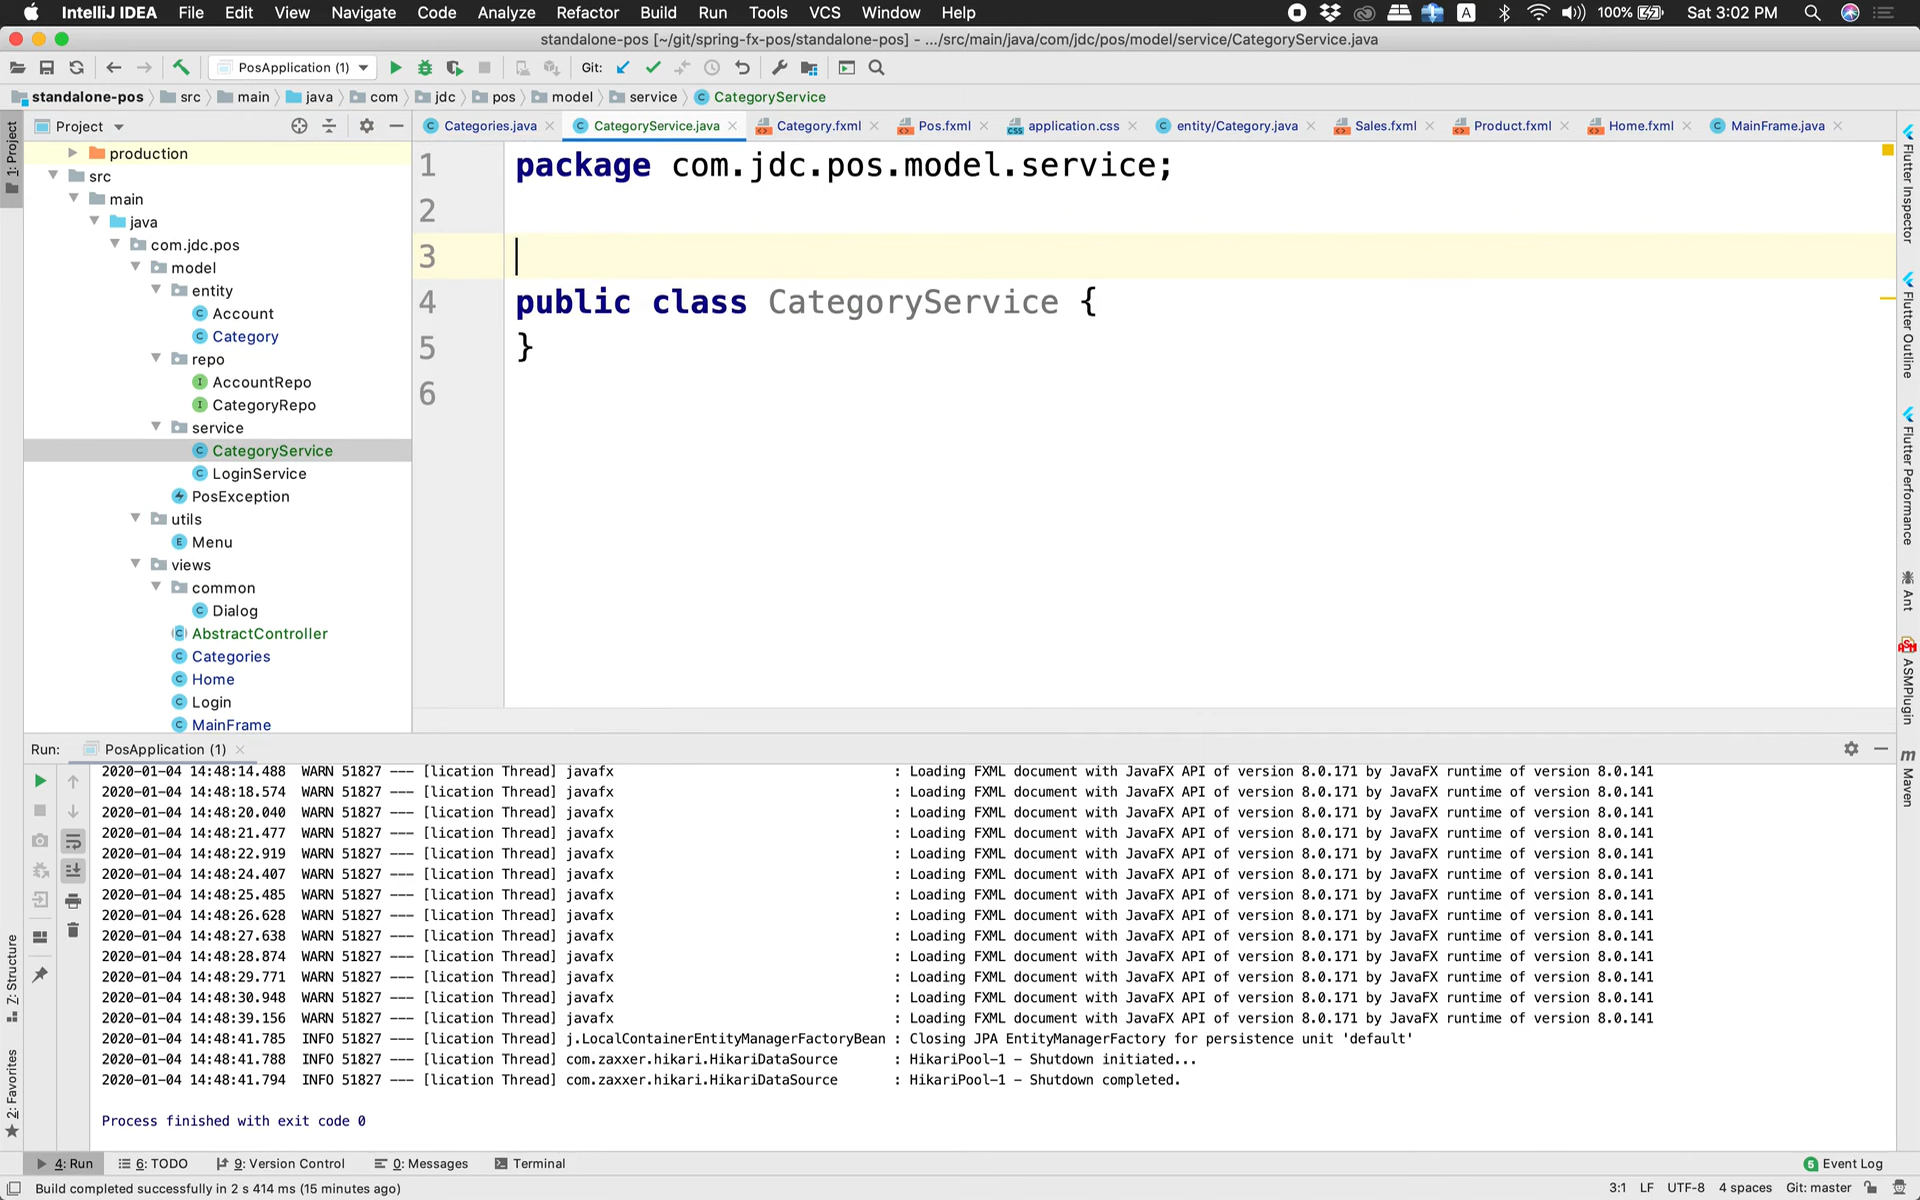 IntelliJ IDEA File Edit View Navigate Code Analyze Refactor Build Run Tools VCS Window Help 100% Sat 3:02 PM
standalone-pos [~/git/spring-fx-pos/standalone-pos] - .../src/main/java/com/jdc/pos/model/service/CategoryService.java
PosApplication (1) Git:
standalone-pos src main java com jdc pos model service CategoryService
Project
Categories.java CategoryService.java Category.fxml Pos.fxml application.css entity/Category.java Sales.fxml Product.fxml Home.fxml MainFrame.java
production
src
main
java
com.jdc.pos
model
entity
Account
Category
repo
AccountRepo
CategoryRepo
service
CategoryService
LoginService
PosException
utils
Menu
views
common
Dialog
AbstractController
Categories
Home
Login
MainFrame
1 package com.jdc.pos.model.service;
2
3
4 public class CategoryService {
5 }
6
1: Project
Z: Structure
2: Favorites
Flutter Inspector
Flutter Outline
Flutter Performance
Ant
ASMPlugin
Maven
Run: PosApplication (1)
2020-01-04 14:48:14.488 WARN 51827 --- [lication Thread] javafx : Loading FXML document with JavaFX API of version 8.0.171 by JavaFX runtime of version 8.0.141
2020-01-04 14:48:18.574 WARN 51827 --- [lication Thread] javafx : Loading FXML document with JavaFX API of version 8.0.171 by JavaFX runtime of version 8.0.141
2020-01-04 14:48:20.040 WARN 51827 --- [lication Thread] javafx : Loading FXML document with JavaFX API of version 8.0.171 by JavaFX runtime of version 8.0.141
2020-01-04 14:48:21.477 WARN 51827 --- [lication Thread] javafx : Loading FXML document with JavaFX API of version 8.0.171 by JavaFX runtime of version 8.0.141
2020-01-04 14:48:22.919 WARN 51827 --- [lication Thread] javafx : Loading FXML document with JavaFX API of version 8.0.171 by JavaFX runtime of version 8.0.141
2020-01-04 14:48:24.407 WARN 51827 --- [lication Thread] javafx : Loading FXML document with JavaFX API of version 8.0.171 by JavaFX runtime of version 8.0.141
2020-01-04 14:48:25.485 WARN 51827 --- [lication Thread] javafx : Loading FXML document with JavaFX API of version 8.0.171 by JavaFX runtime of version 8.0.141
2020-01-04 14:48:26.628 WARN 51827 --- [lication Thread] javafx : Loading FXML document with JavaFX API of version 8.0.171 by JavaFX runtime of version 8.0.141
2020-01-04 14:48:27.638 WARN 51827 --- [lication Thread] javafx : Loading FXML document with JavaFX API of version 8.0.171 by JavaFX runtime of version 8.0.141
2020-01-04 14:48:28.874 WARN 51827 --- [lication Thread] javafx : Loading FXML document with JavaFX API of version 8.0.171 by JavaFX runtime of version 8.0.141
2020-01-04 14:48:29.771 WARN 51827 --- [lication Thread] javafx : Loading FXML document with JavaFX API of version 8.0.171 by JavaFX runtime of version 8.0.141
2020-01-04 14:48:30.948 WARN 51827 --- [lication Thread] javafx : Loading FXML document with JavaFX API of version 8.0.171 by JavaFX runtime of version 8.0.141
2020-01-04 14:48:39.156 WARN 51827 --- [lication Thread] javafx : Loading FXML document with JavaFX API of version 8.0.171 by JavaFX runtime of version 8.0.141
2020-01-04 14:48:41.785 INFO 51827 --- [lication Thread] j.LocalContainerEntityManagerFactoryBean : Closing JPA EntityManagerFactory for persistence unit 'default'
2020-01-04 14:48:41.788 INFO 51827 --- [lication Thread] com.zaxxer.hikari.HikariDataSource : HikariPool-1 - Shutdown initiated...
2020-01-04 14:48:41.794 INFO 51827 --- [lication Thread] com.zaxxer.hikari.HikariDataSource : HikariPool-1 - Shutdown completed.
Process finished with exit code 0
4: Run 6: TODO 9: Version Control 0: Messages Terminal 5 Event Log
Build completed successfully in 2 s 414 ms (15 minutes ago) 3:1 LF UTF-8 4 spaces Git: master